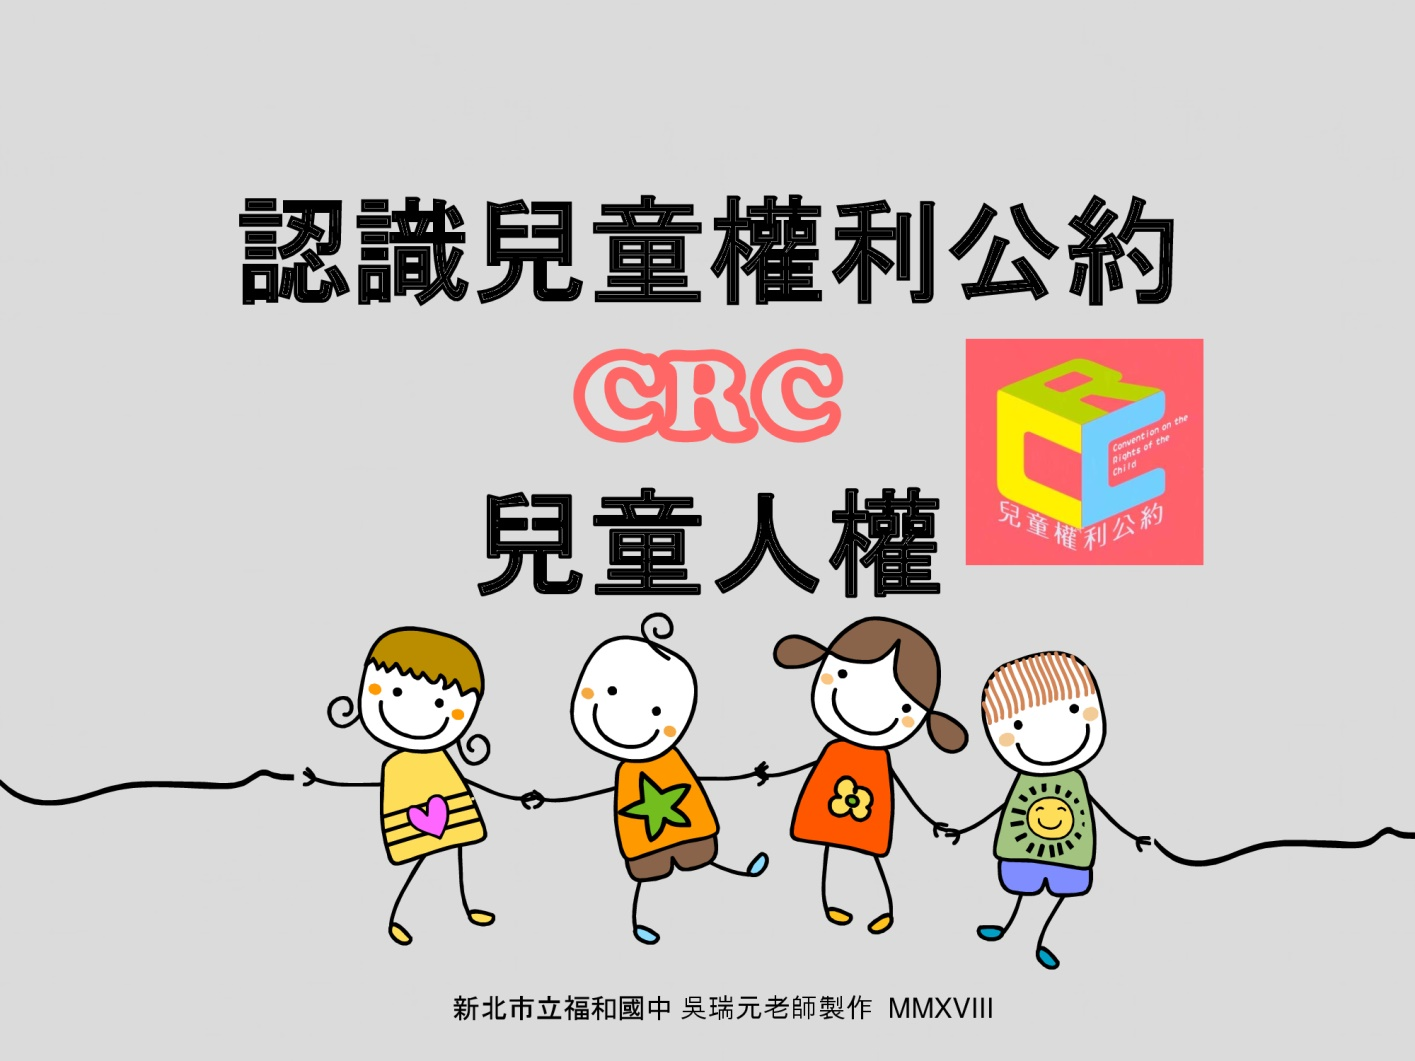 認識兒童權利公約
CRC
CRC
Convention on the
Rights of the
Child
兒童權利公約
兒童人權
新北市立福和國中 吳瑞元老師製作 MMXVIII